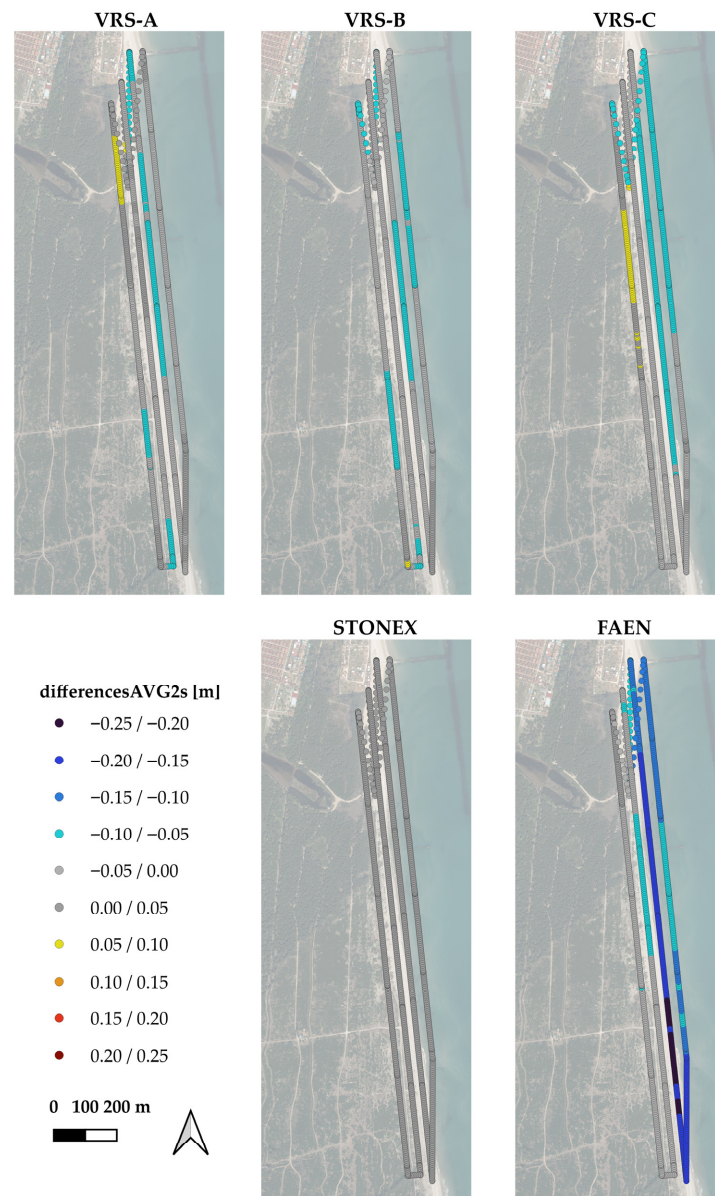 VRS-A
VRS-B
VRS-C
STONEX
FAEN
differencesAVG2s [m]
−0.25 / −0.20
−0.20 / −0.15
−0.15 / −0.10
−0.10 / −0.05
−0.05 / 0.00
0.00 / 0.05
0.05 / 0.10
0.10 / 0.15
0.15 / 0.20
0.20 / 0.25
0 100 200 m